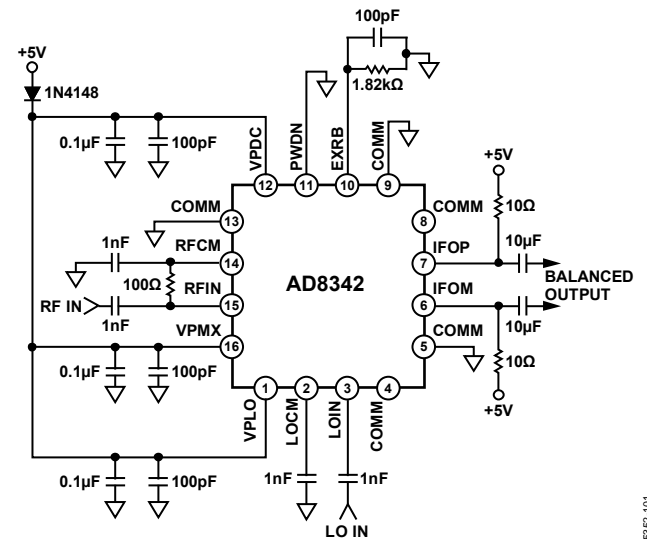 100pF
1.82kΩ
+5V
1N4148
0.1µF
100pF
VPDC
PWDN
EXRB
COMM
12
11
10
9
+5V
10Ω
COMM
13
COMM
8
1nF
RFCM
14
IFOP
7
10µF
100Ω
AD8342
BALANCED
OUTPUT
RF IN
1nF
RFIN
15
IFOM
6
10µF
VPMX
16
COMM
5
10Ω
0.1µF
100pF
+5V
1
2
3
4
VPLO
LOCM
LOIN
COMM
0.1µF
100pF
1nF
1nF
LO IN